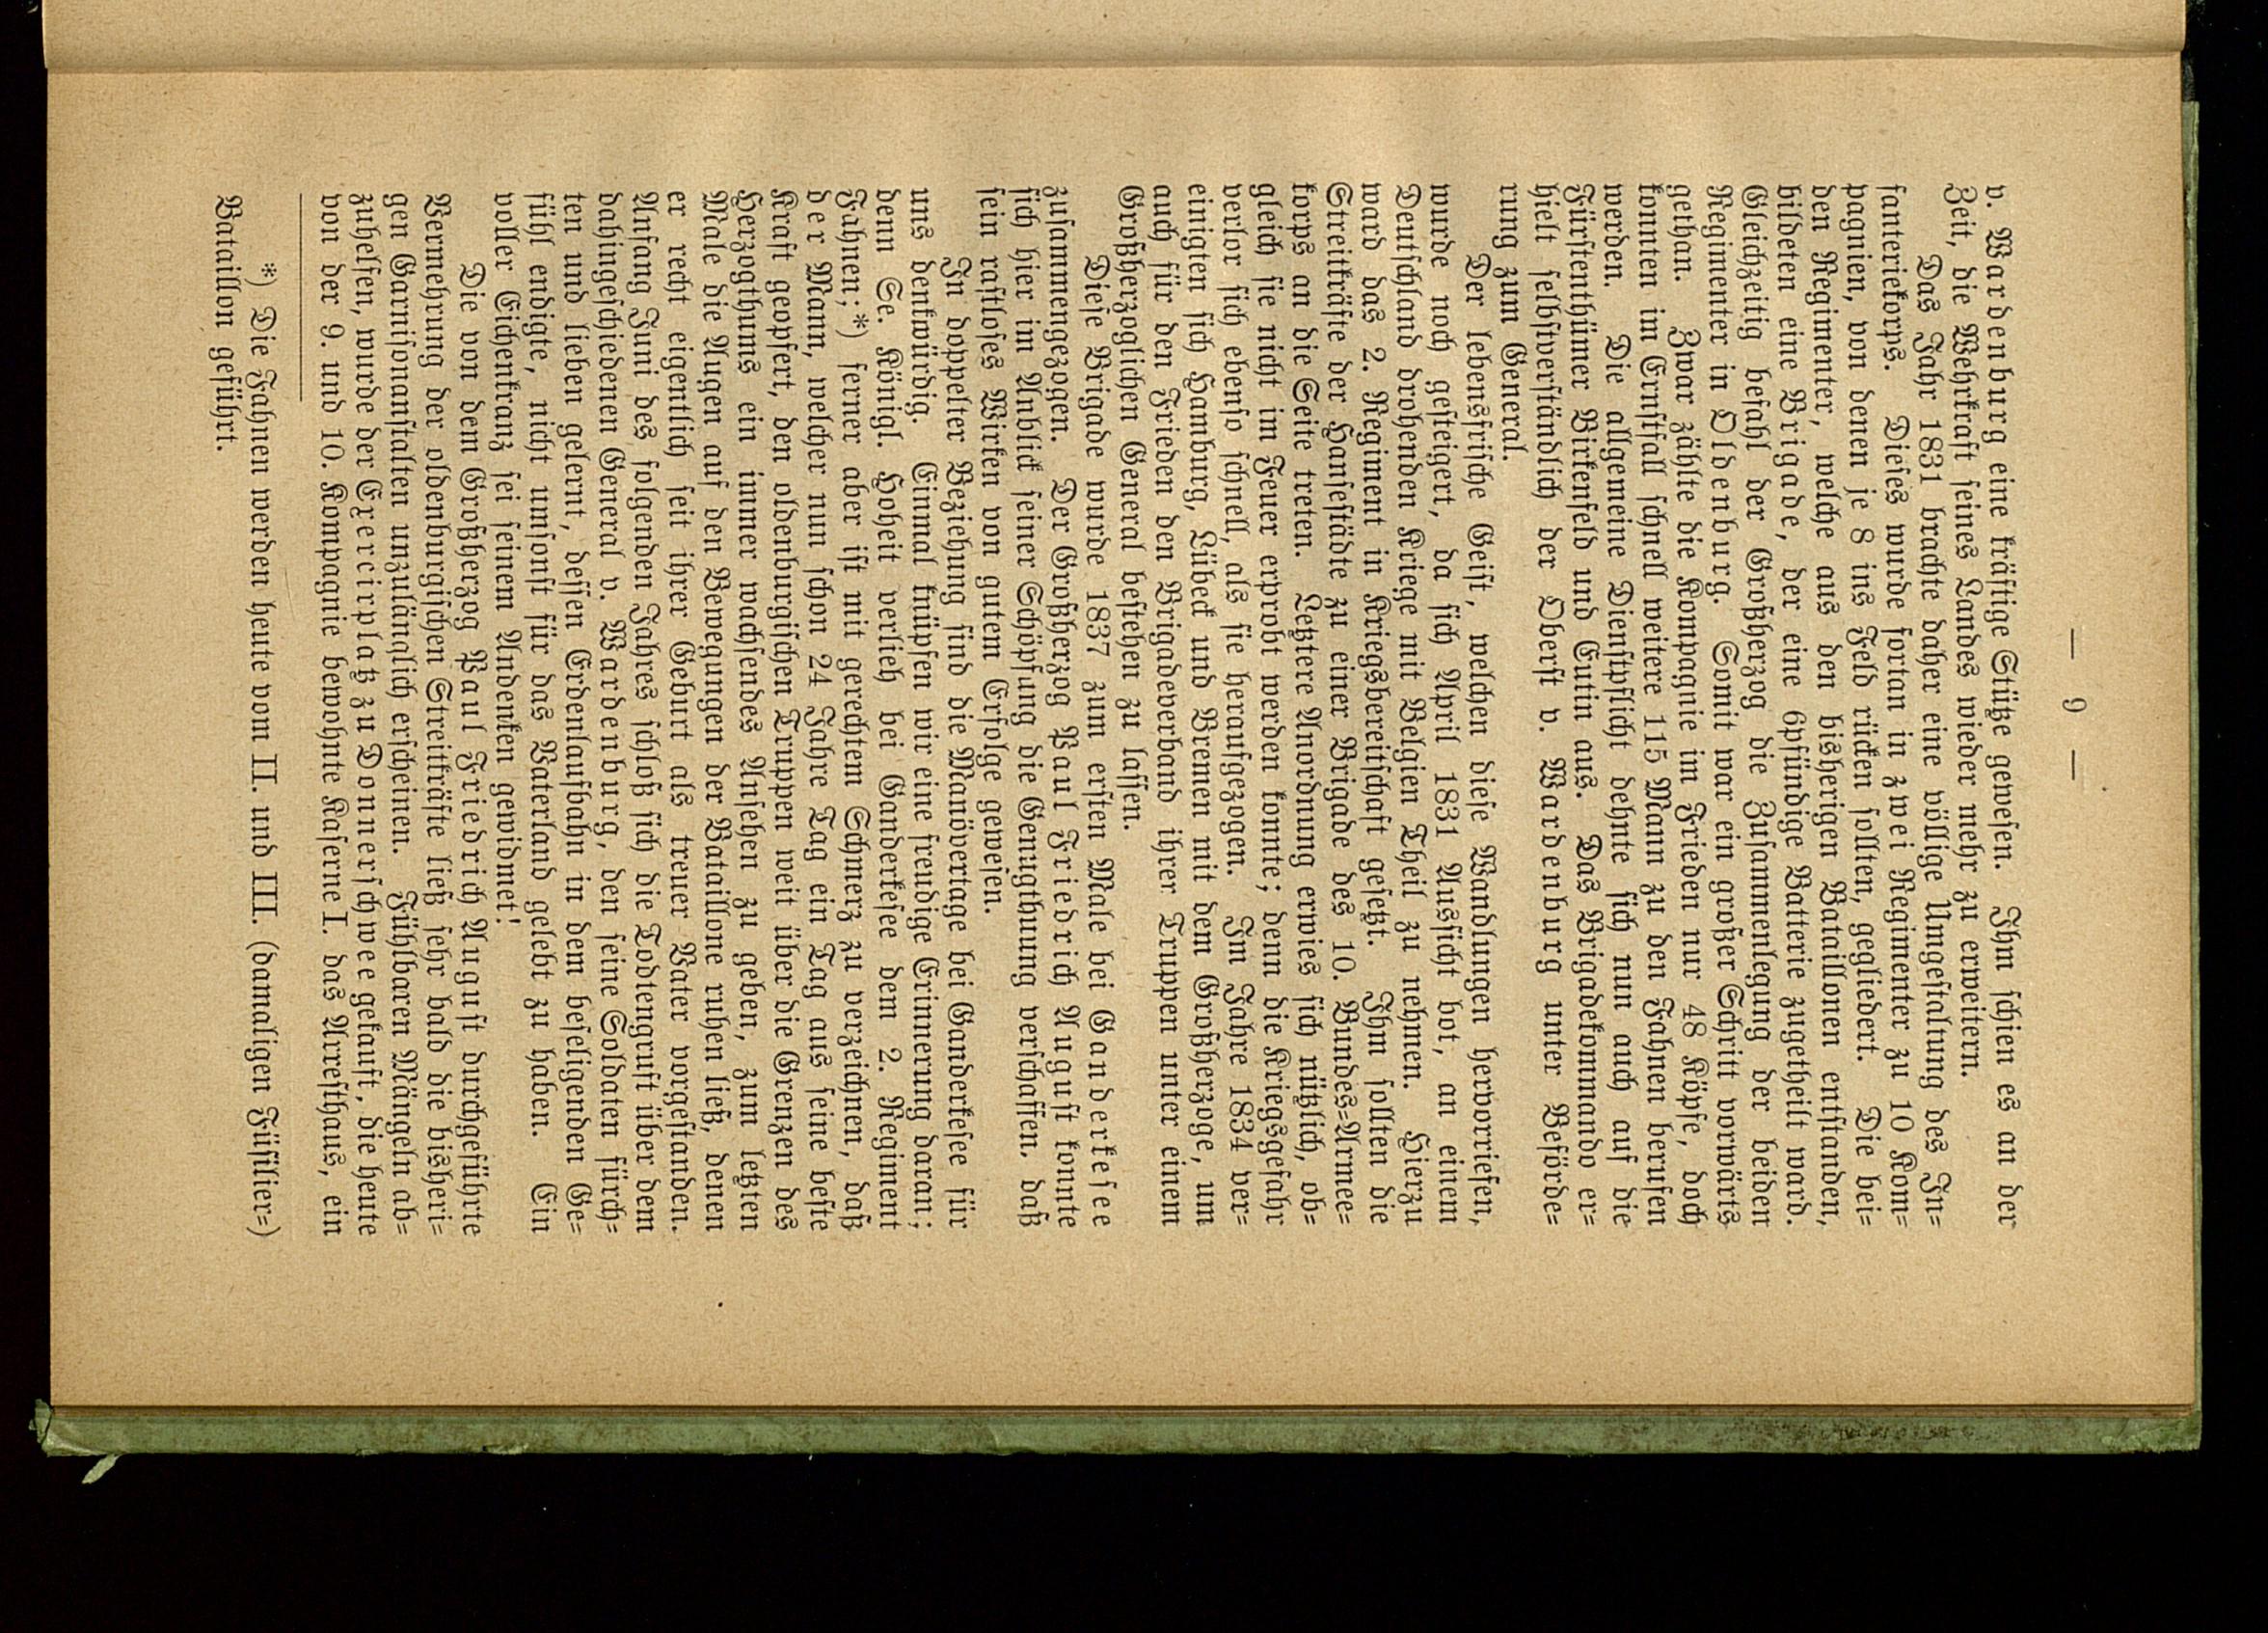 — 9 —
v. Wardenburg eine kräftige Stütze gewesen. Ihm schien es an der
Zeit, die Wehrkraft seines Landes wieder mehr zu erweitern.
Das Jahr 1831 brachte daher eine völlige Umgestaltung des In-
fanteriekorps. Dieses wurde fortan in zwei Regimenter zu 10 Kom-
pagnien, von denen je 8 ins Feld rücken sollten, gegliedert. Die bei-
den Regimenter, welche aus den bisherigen Bataillonen entstanden,
bildeten eine Brigade, der eine 6pfündige Batterie zugetheilt ward.
Gleichzeitig befahl der Großherzog die Zusammenlegung der beiden
Regimenter in Oldenburg. Somit war ein großer Schritt vorwärts
gethan. Zwar zählte die Kompagnie im Frieden nur 48 Köpfe, doch
konnten im Ernstfall schnell weitere 115 Mann zu den Fahnen berufen
werden. Die allgemeine Dienstpflicht dehnte sich nun auch auf die
Fürstenthümer Birkenfeld und Eutin aus. Das Brigadekommando er-
hielt selbstverständlich der Oberst v. Wardenburg unter Beförde-
rung zum General.
Der lebensfrische Geist, welchen diese Wandlungen hervorriefen,
wurde noch gesteigert, da sich April 1831 Aussicht bot, an einem
Deutschland drohenden Kriege mit Belgien Theil zu nehmen. Hierzu
ward das 2. Regiment in Kriegsbereitschaft gesetzt. Ihm sollten die
Streitkräfte der Hansestädte zu einer Brigade des 10. Bundes-Armee-
korps an die Seite treten. Letztere Anordnung erwies sich nützlich, ob-
gleich sie nicht im Feuer erprobt werden konnte; denn die Kriegsgefahr
verlor sich ebenso schnell, als sie heraufgezogen. Im Jahre 1834 ver-
einigten sich Hamburg, Lübeck und Bremen mit dem Großherzoge, um
auch für den Frieden den Brigadeverband ihrer Truppen unter einem
Großherzoglichen General bestehen zu lassen.
Diese Brigade wurde 1837 zum ersten Male bei Ganderkesee
zusammengezogen. Der Großherzog Paul Friedrich August konnte
sich hier im Anblick seiner Schöpfung die Genugthuung verschaffen, daß
sein rastloses Wirken von gutem Erfolge gewesen.
In doppelter Beziehung sind die Manövertage bei Ganderkesee für
uns denkwürdig. Einmal knüpfen wir eine freudige Erinnerung daran;
denn Se. Königl. Hoheit verlieh bei Ganderkesee dem 2. Regiment
Fahnen;*) ferner aber ist mit gerechtem Schmerz zu verzeichnen, daß
der Mann, welcher nun schon 24 Jahre Tag ein Tag aus seine beste
Kraft geopfert, den oldenburgischen Truppen weit über die Grenzen des
Herzogthums ein immer wachsendes Ansehen zu geben, zum letzten
Male die Augen auf den Bewegungen der Bataillone ruhen ließ, denen
er recht eigentlich seit ihrer Geburt als treuer Vater vorgestanden.
Anfang Juni des folgenden Jahres schloß sich die Todtengruft über dem
dahingeschiedenen General v. Wardenburg, den seine Soldaten fürch-
ten und lieben gelernt, dessen Erdenlaufbahn in dem beseligenden Ge-
fühl endigte, nicht umsonst für das Vaterland gelebt zu haben. Ein
voller Eichenkranz sei seinem Andenken gewidmet!
Die von dem Großherzog Paul Friedrich August durchgeführte
Vermehrung der oldenburgischen Streitkräfte ließ sehr bald die bisheri-
gen Garnisonanstalten unzulänglich erscheinen. Fühlbaren Mängeln ab-
zuhelfen, wurde der Exercirplatz zu Donnerschwee gekauft, die heute
von der 9. und 10. Kompagnie bewohnte Kaserne I. das Arresthaus, ein
*) Die Fahnen werden heute vom II. und III. (damaligen Füsilier-)
Bataillon geführt.